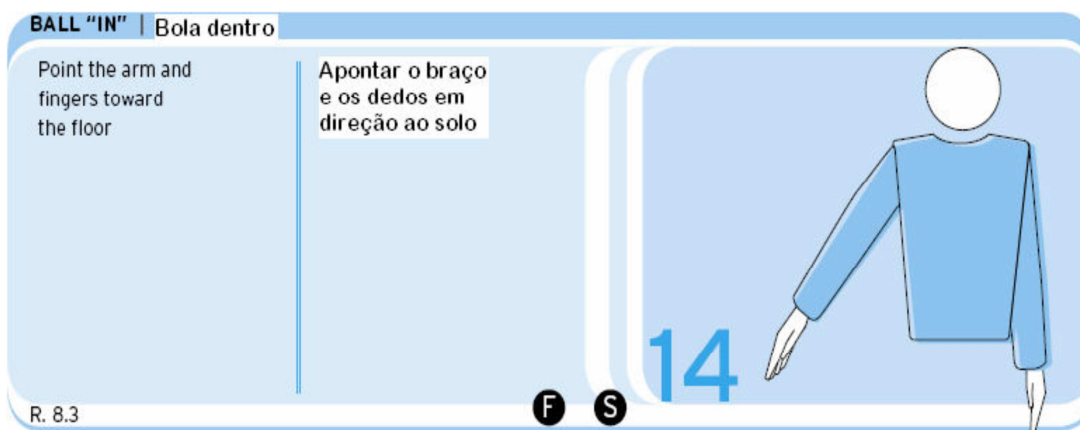 BALL “IN” | Bola dentro
Point the arm and
fingers toward
the floor
Apontar o braço
e os dedos em
direção ao solo
14
R. 8.3
F S